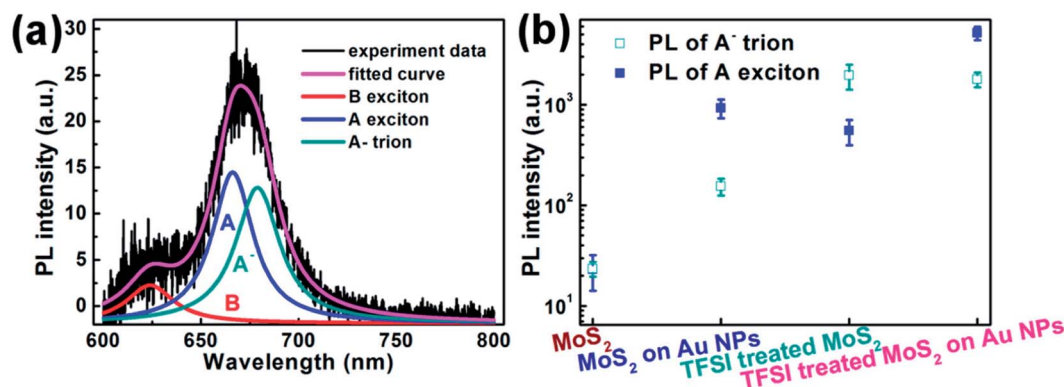 (a)
PL intensity (a.u.)
30
25
20
15
10
5
0
experiment data
fitted curve
B exciton
A exciton
A- trion
A
A⁻
B
600
650
700
750
800
Wavelength (nm)
(b)
PL intensity (a.u.)
10³
10²
10¹
PL of A⁻ trion
PL of A exciton
MoS₂
MoS₂ on Au NPs
TFSI treated MoS₂
TFSI treated MoS₂ on Au NPs